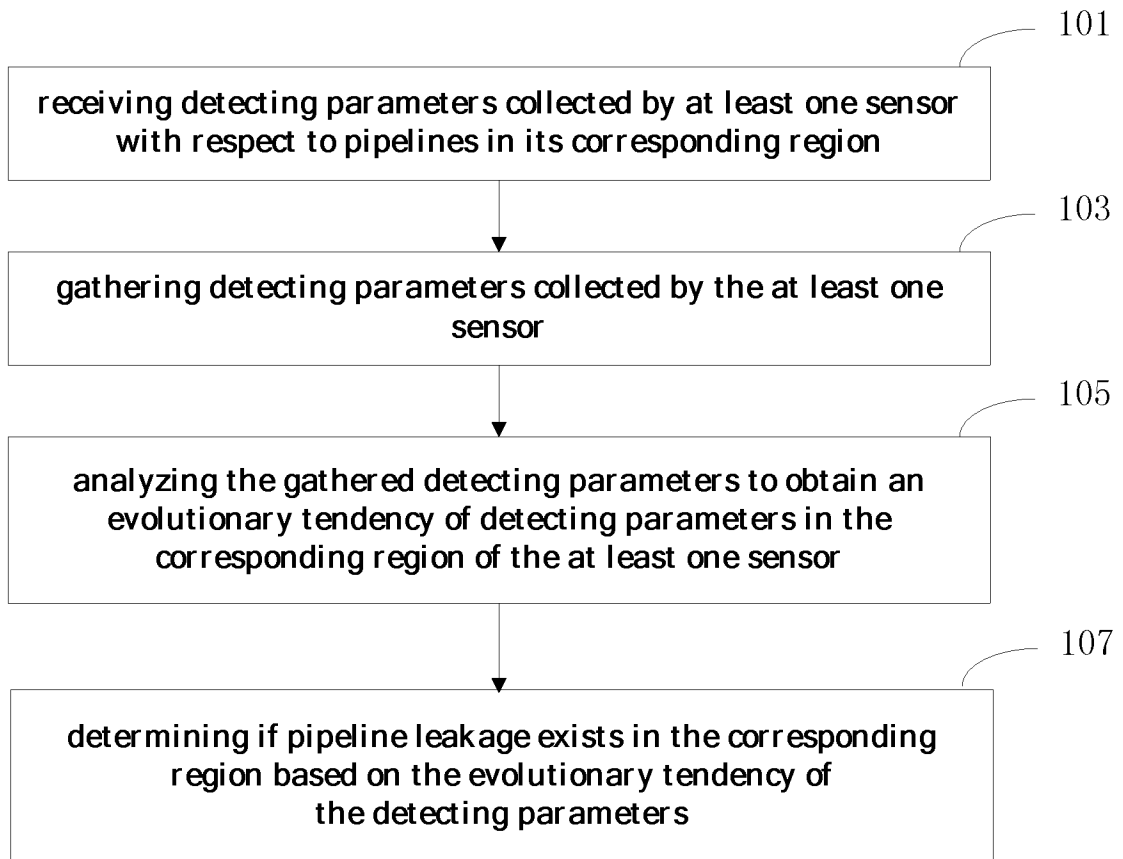 101
receiving detecting parameters collected by at least one sensor
with respect to pipelines in its corresponding region
103
gathering detecting parameters collected by the at least one
sensor
105
analyzing the gathered detecting parameters to obtain an
evolutionary tendency of detecting parameters in the
corresponding region of the at least one sensor
107
determining if pipeline leakage exists in the corresponding
region based on the evolutionary tendency of
the detecting parameters